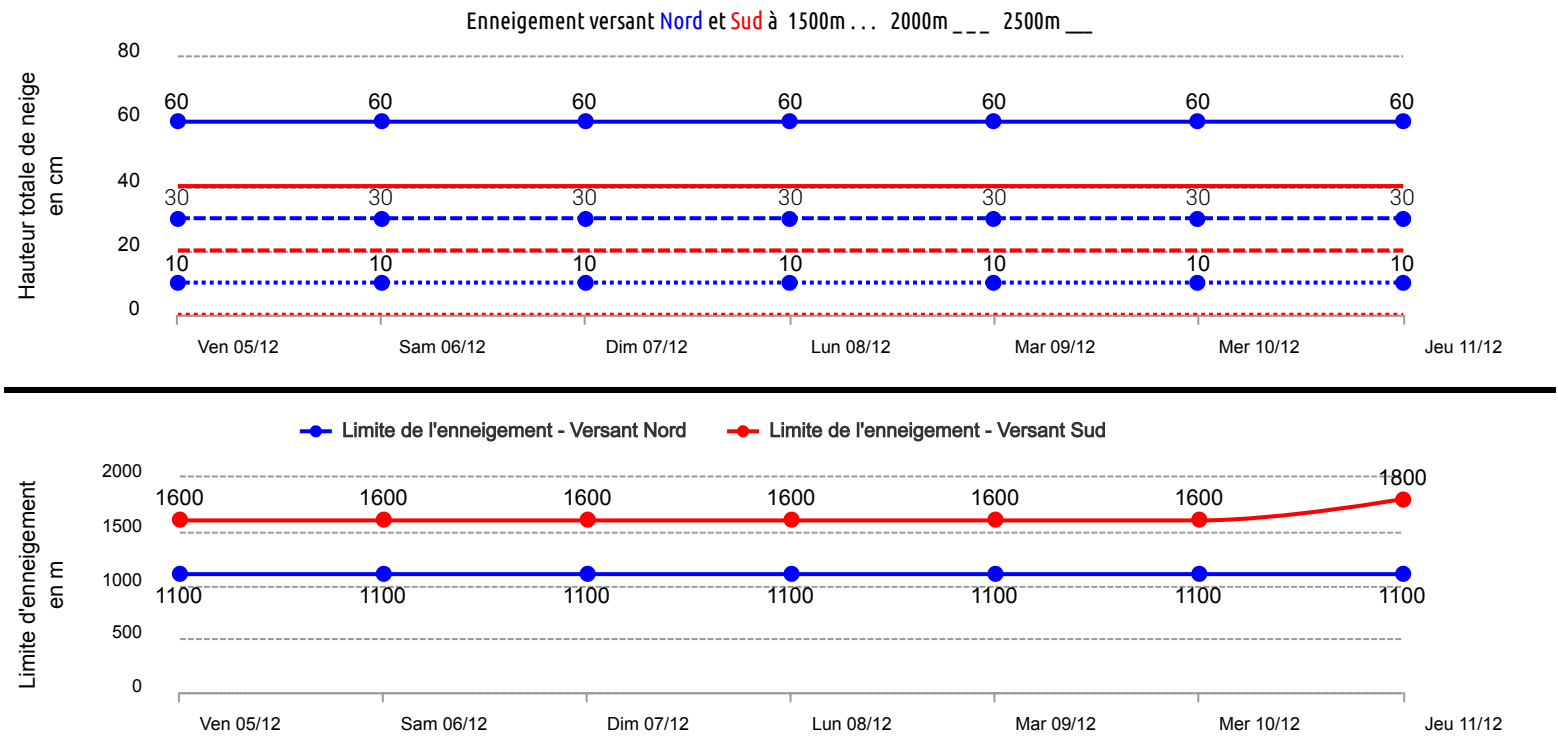 Enneigement versant Nord et Sud à 1500m . . . 2000m _ _ _ 2500m __
Hauteur totale de neige
en cm
80
60
40
20
0
60 60 60 60 60 60 60
30 30 30 30 30 30 30
10 10 10 10 10 10 10
Ven 05/12 Sam 06/12 Dim 07/12 Lun 08/12 Mar 09/12 Mer 10/12 Jeu 11/12
Limite de l'enneigement - Versant Nord Limite de l'enneigement - Versant Sud
Limite d'enneigement
en m
2000
1500
1000
500
0
1600 1600 1600 1600 1600 1600 1800
1100 1100 1100 1100 1100 1100 1100
Ven 05/12 Sam 06/12 Dim 07/12 Lun 08/12 Mar 09/12 Mer 10/12 Jeu 11/12